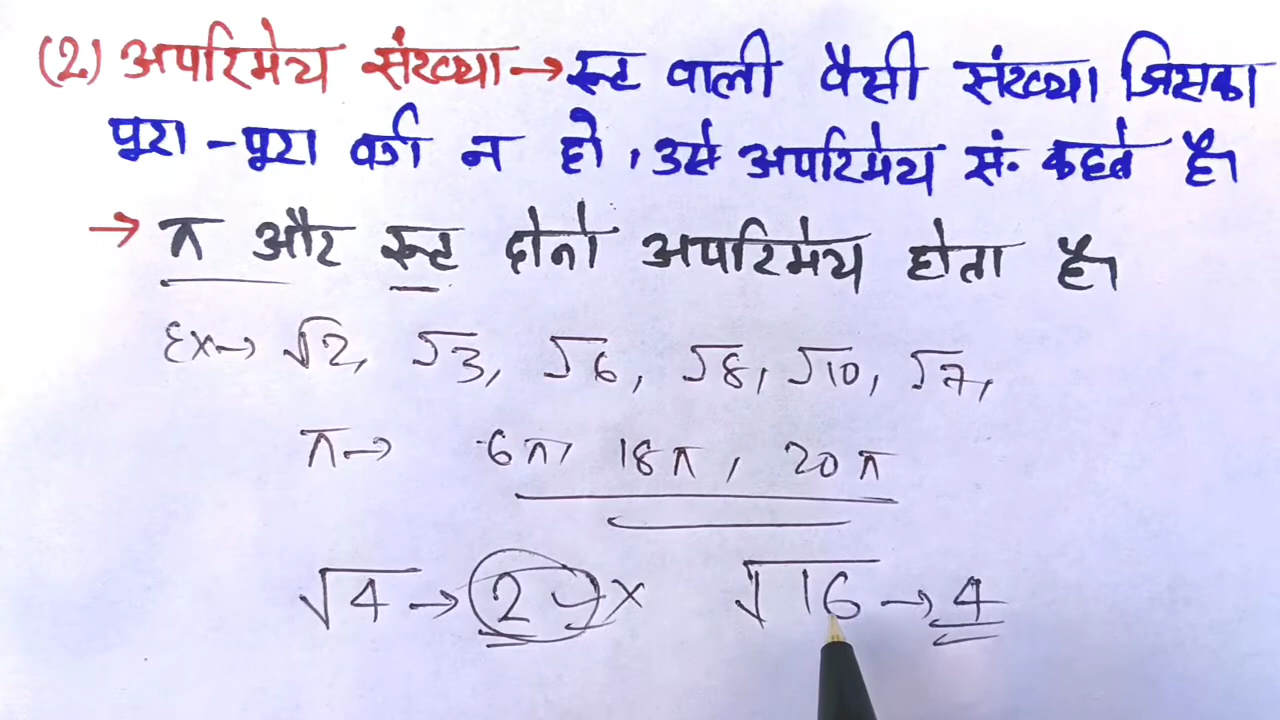 (2) अपरिमेय संख्या → रूट वाली वैसी संख्या जिसका
पूरा - पूरा वर्ग न हो, उसे अपरिमेय सं. कहते है।
→ π और रूट दोनो अपरिमेय होता है।
Ex → √2, √3, √6, √8, √10, √7,
π → 6π, 18π, 20π
√4 → 2 x √16 → 4